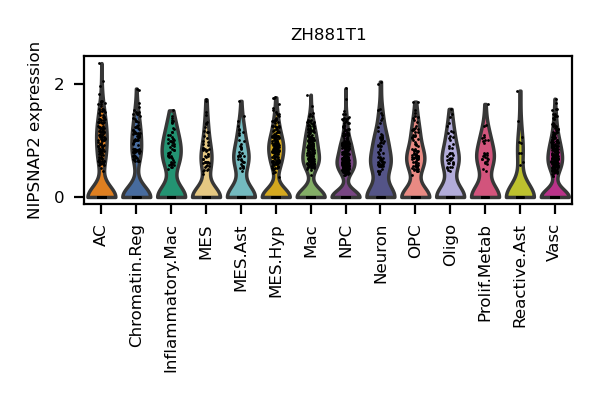 ZH881T1
NIPSNAP2 expression
2
0
AC
Chromatin.Reg
Inflammatory.Mac
MES
MES.Ast
MES.Hyp
Mac
NPC
Neuron
OPC
Oligo
Prolif.Metab
Reactive.Ast
Vasc